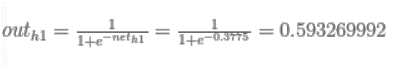 out_{h1} = \frac{1}{1+e^{-net_{h1}}} = \frac{1}{1+e^{-0.3775}} = 0.593269992